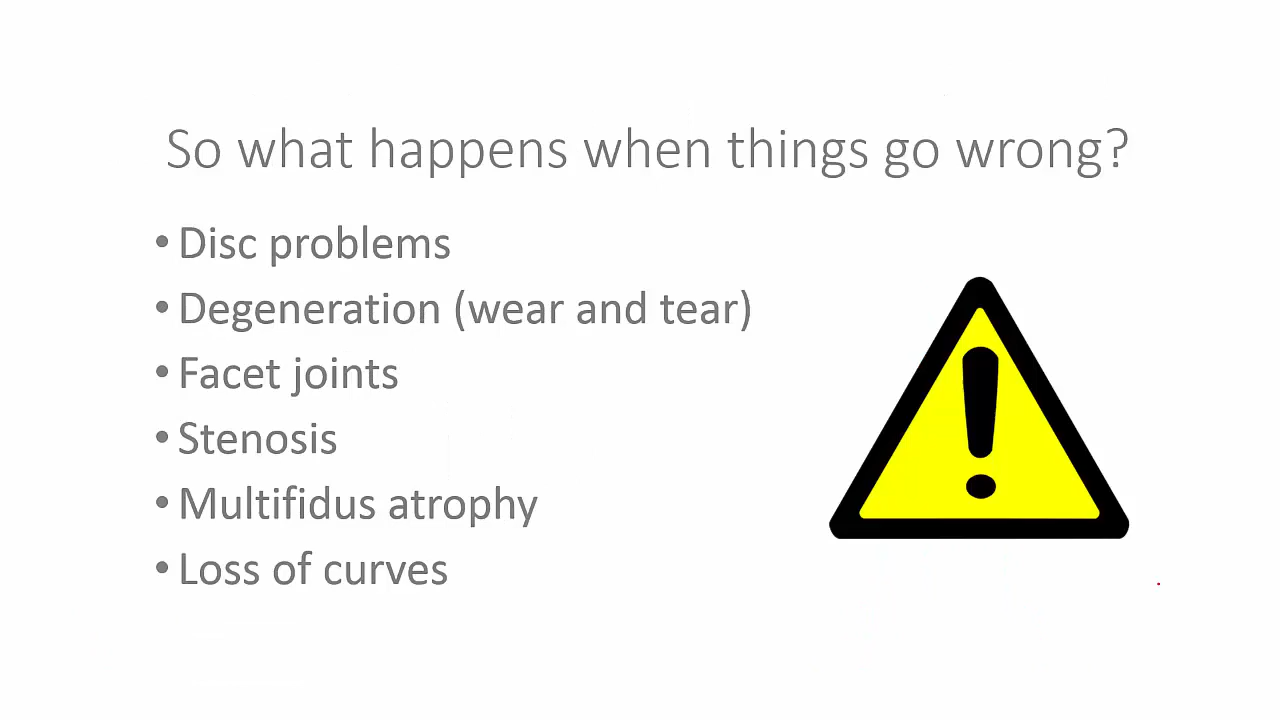 So what happens when things go wrong?
• Disc problems
• Degeneration (wear and tear)
• Facet joints
• Stenosis
• Multifidus atrophy
• Loss of curves